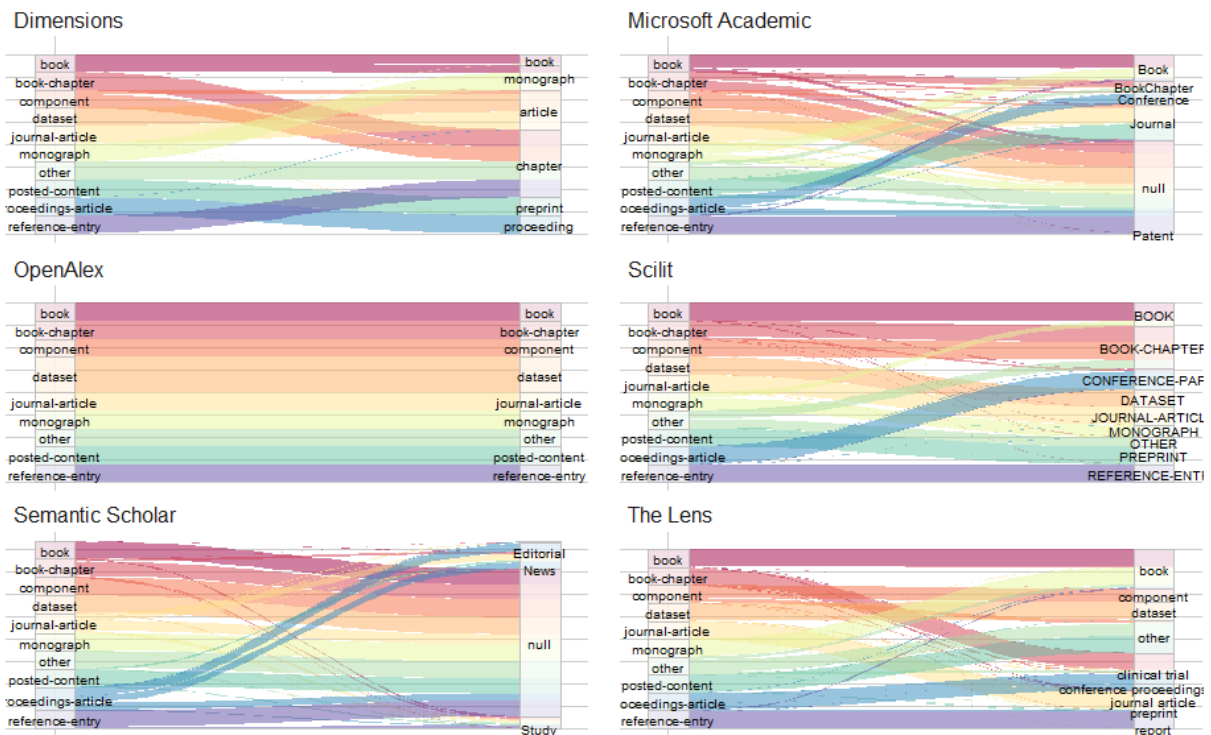 Dimensions
book
book-chapter
component
dataset
journal-article
monograph
other
posted-content
roceedings-article
reference-entry
book
monograph
article
chapter
preprint
proceeding
Microsoft Academic
book
book-chapter
component
dataset
journal-article
monograph
other
posted-content
oceedings-article
reference-entry
Book
BookChapter
Conference
Journal
null
Patent
OpenAlex
book
book-chapter
component
dataset
journal-article
monograph
other
posted-content
reference-entry
book
book-chapter
component
dataset
journal-article
monograph
other
posted-content
reference-entry
Scilit
book
book-chapter
component
dataset
journal-article
monograph
other
posted-content
oceedings-article
reference-entry
BOOK
BOOK-CHAPTER
CONFERENCE-PAP
DATASET
JOURNAL-ARTICL
MONOGRAPH
OTHER
PREPRINT
REFERENCE-ENTR
Semantic Scholar
book
book-chapter
component
dataset
journal-article
monograph
other
posted-content
oceedings-article
reference-entry
Editorial
News
null
Study
The Lens
book
book-chapter
component
dataset
journal-article
monograph
other
posted-content
oceedings-article
reference-entry
book
component
dataset
other
clinical trial
conference proceedings
journal article
preprint
report